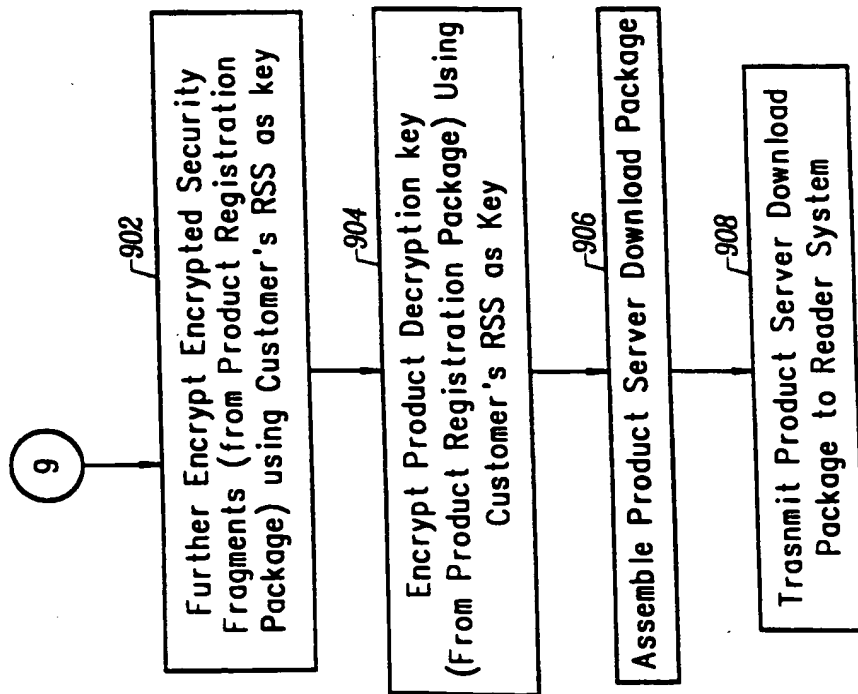 9
902
Further Encrypt Encrypted Security
Fragments (from Product Registration
Package) using Customer's RSS as key
904
Encrypt Product Decryption key
(From Product Registration Package) Using
Customer's RSS as Key
906
Assemble Product Server Download Package
908
Trasnmit Product Server Download
Package to Reader System